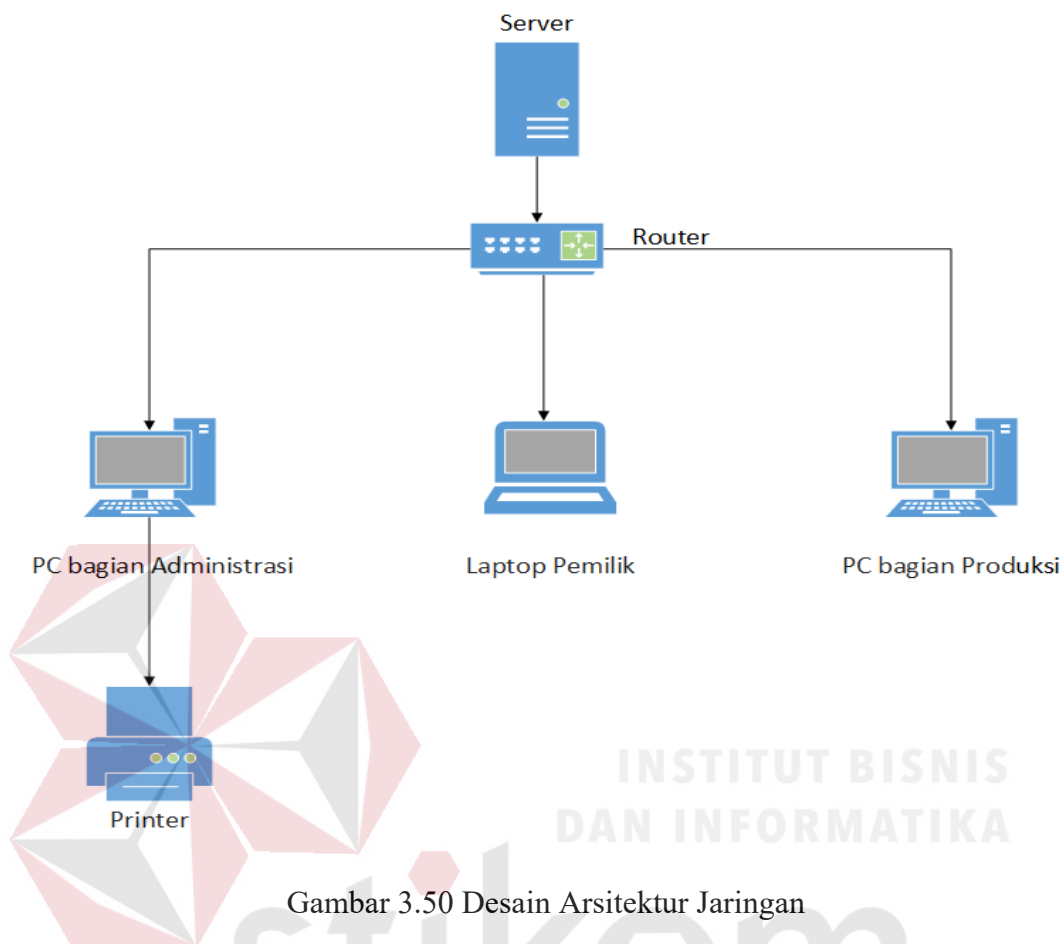 Server
Router
PC bagian Administrasi
Laptop Pemilik
PC bagian Produksi
Printer
INSTITUT BISNIS
DAN INFORMATIKA
Gambar 3.50 Desain Arsitektur Jaringan
stikom